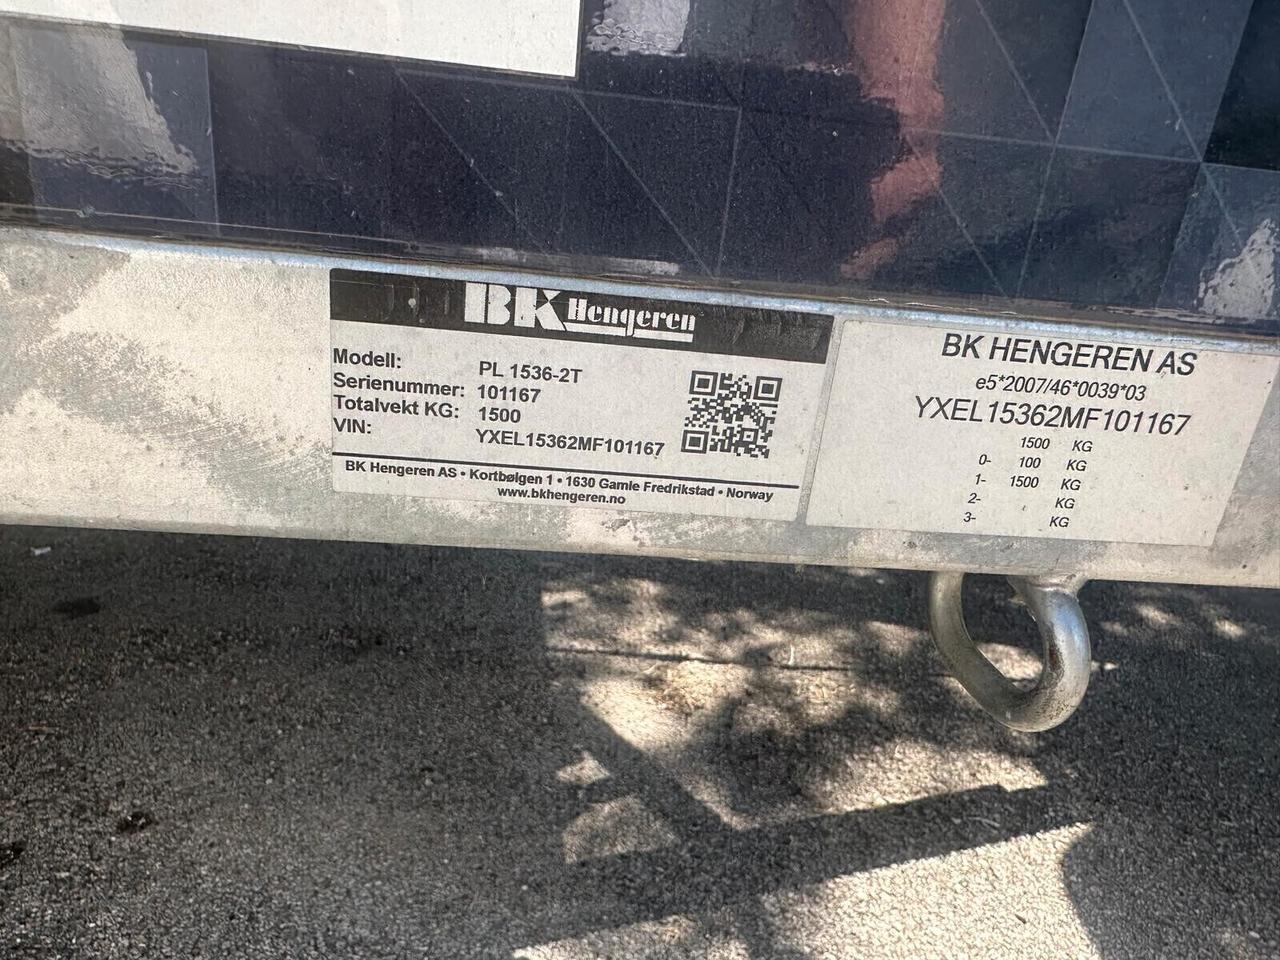 BK Hengeren
Modell: PL 1536-2T
Serienummer: 101167
Totalvekt KG: 1500
VIN: YXEL15362MF101167
BK Hengeren AS • Kortbølgen 1 • 1630 Gamle Fredrikstad • Norway
www.bkhengeren.no
BK HENGEREN AS
e5*2007/46*0039*03
YXEL15362MF101167
1500 KG
0- 100 KG
1- 1500 KG
2- KG
3- KG